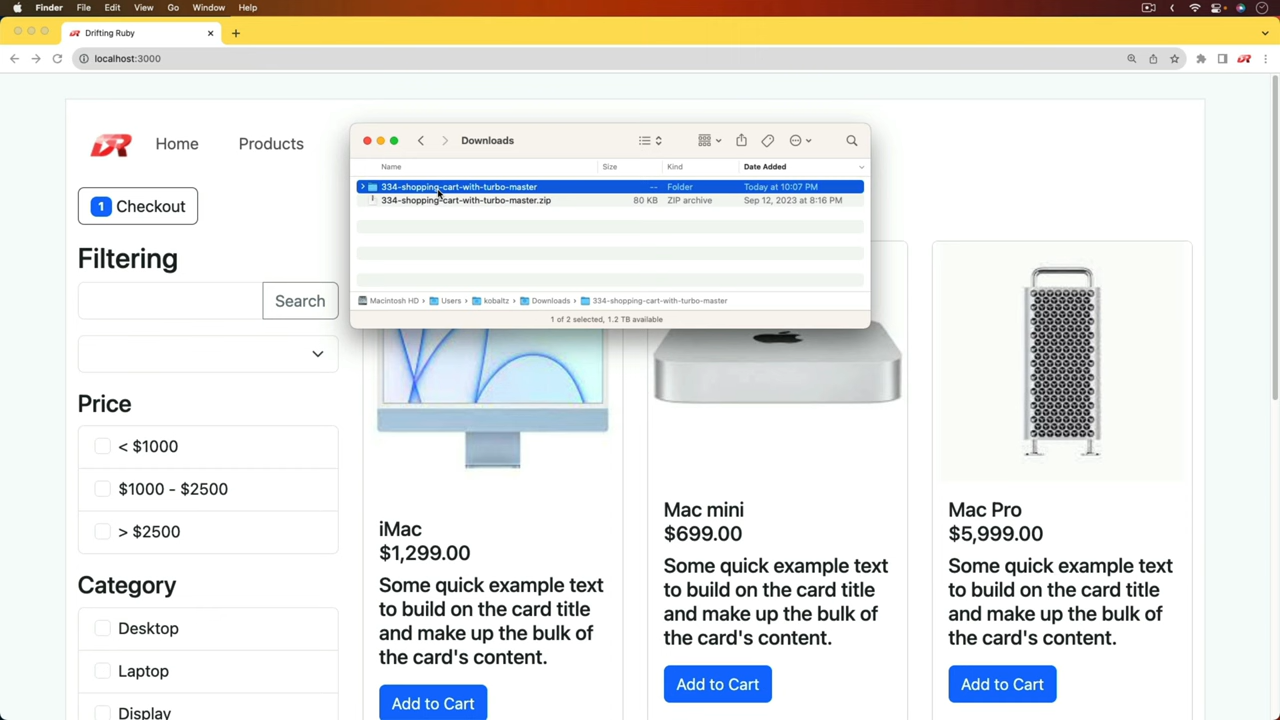 Finder File Edit View Go Window Help
Drifting Ruby
localhost:3000
Home Products
1 Checkout
Filtering
Search
Price
< $1000
$1000 - $2500
> $2500
Category
Desktop
Laptop
Display
Downloads
Name Size Kind Date Added
334-shopping-cart-with-turbo-master -- Folder Today at 10:07 PM
334-shopping-cart-with-turbo-master.zip 80 KB ZIP archive Sep 12, 2023 at 8:16 PM
Macintosh HD › Users › kobaltz › Downloads › 334-shopping-cart-with-turbo-master
1 of 2 selected, 1.2 TB available
iMac
$1,299.00
Some quick example text
to build on the card title
and make up the bulk of
the card's content.
Add to Cart
Mac mini
$699.00
Some quick example text
to build on the card title
and make up the bulk of
the card's content.
Add to Cart
Mac Pro
$5,999.00
Some quick example text
to build on the card title
and make up the bulk of
the card's content.
Add to Cart